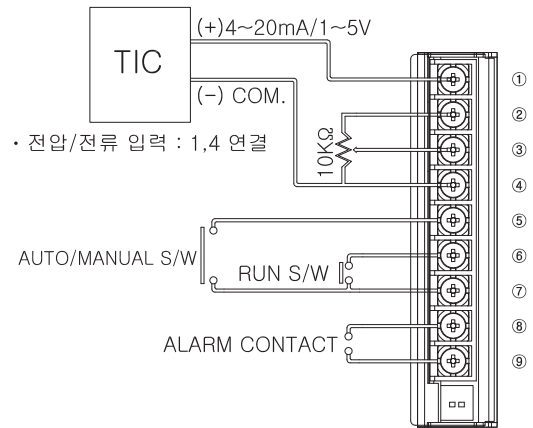 (+)4~20mA/1~5V
TIC
(-) COM.
• 전압/전류 입력 : 1,4 연결
10KΩ
AUTO/MANUAL S/W
RUN S/W
ALARM CONTACT
①
②
③
④
⑤
⑥
⑦
⑧
⑨